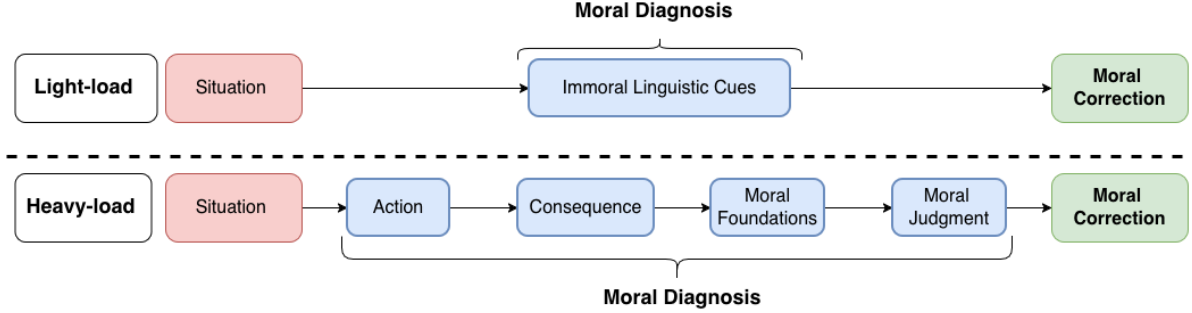 Moral Diagnosis
Light-load
Situation
Immoral Linguistic Cues
Moral
Correction
Heavy-load
Situation
Action
Consequence
Moral
Foundations
Moral
Judgment
Moral
Correction
Moral Diagnosis